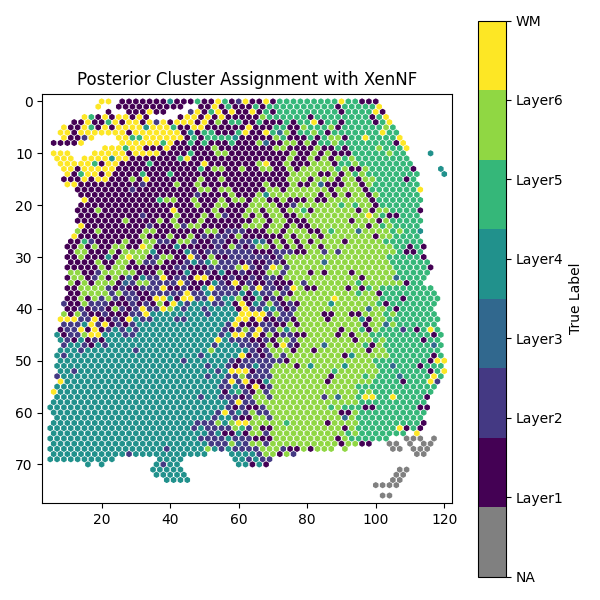 Posterior Cluster Assignment with XenNF
0
10
20
30
40
50
60
70
20
40
60
80
100
120
WM
Layer6
Layer5
Layer4
Layer3
Layer2
Layer1
NA
True Label